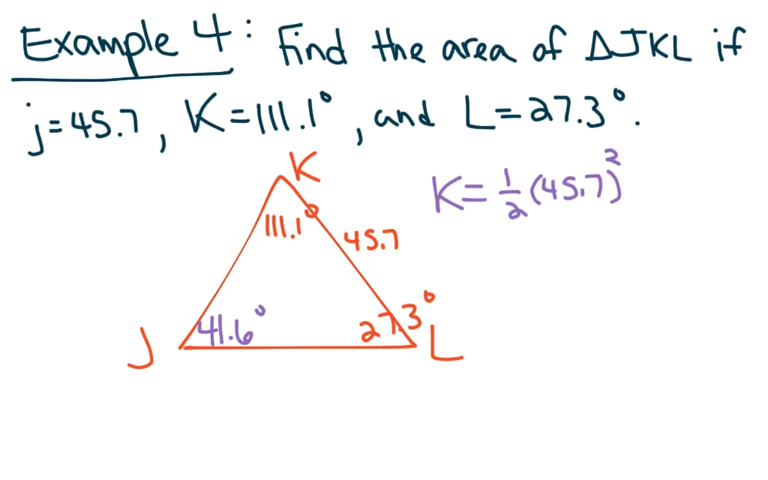 Example 4: Find the area of ΔJKL if
j=45.7, K=111.1°, and L=27.3°.
K
K=½(45.7)²
111.1°
45.7
41.6°
27.3°
J
L